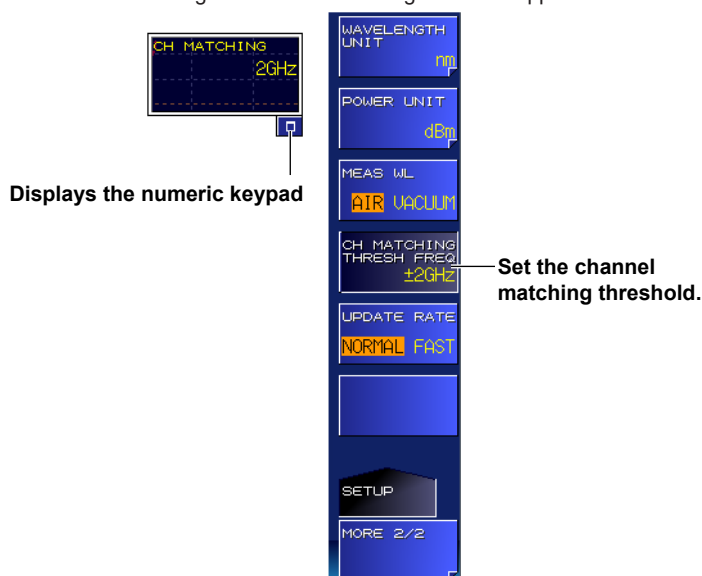 CH MATCHING
2GHz
Displays the numeric keypad
WAVELENGTH
UNIT
nm
POWER UNIT
dBm
MEAS WL
AIR VACUUM
CH MATCHING
THRESH FREQ
±2GHz
Set the channel
matching threshold.
UPDATE RATE
NORMAL FAST
SETUP
MORE 2/2